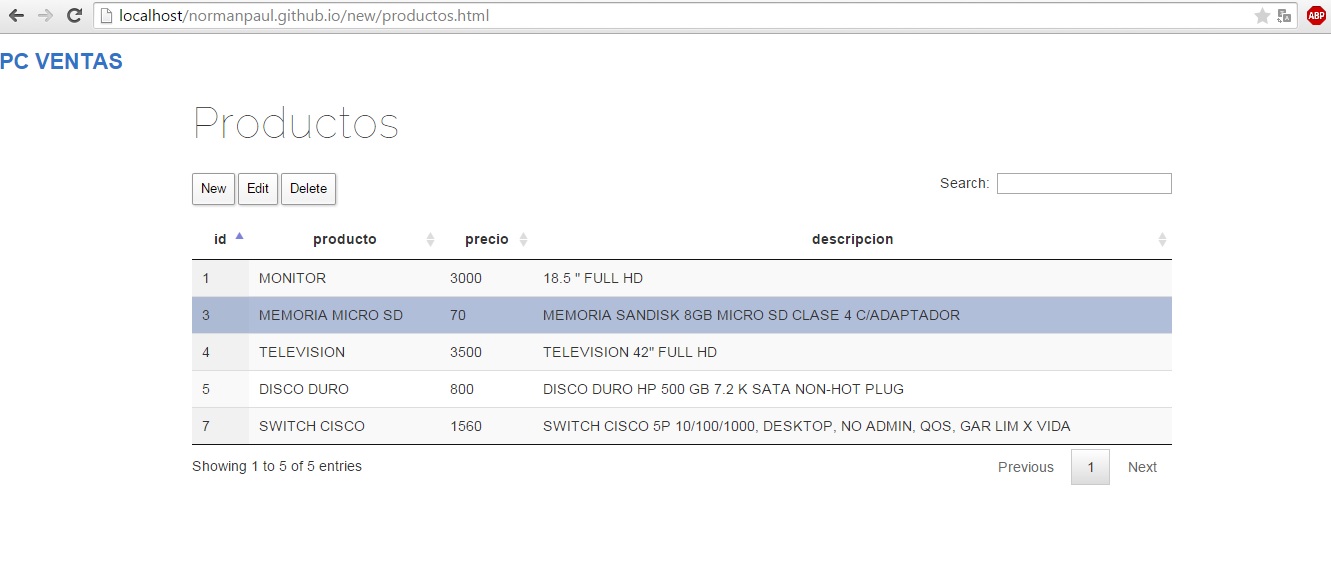 localhost/normanpaul.github.io/new/productos.html
ABP
PC VENTAS
Productos
New Edit Delete Search:
id producto precio descripcion
1 MONITOR 3000 18.5 " FULL HD
3 MEMORIA MICRO SD 70 MEMORIA SANDISK 8GB MICRO SD CLASE 4 C/ADAPTADOR
4 TELEVISION 3500 TELEVISION 42" FULL HD
5 DISCO DURO 800 DISCO DURO HP 500 GB 7.2 K SATA NON-HOT PLUG
7 SWITCH CISCO 1560 SWITCH CISCO 5P 10/100/1000, DESKTOP, NO ADMIN, QOS, GAR LIM X VIDA
Showing 1 to 5 of 5 entries Previous 1 Next